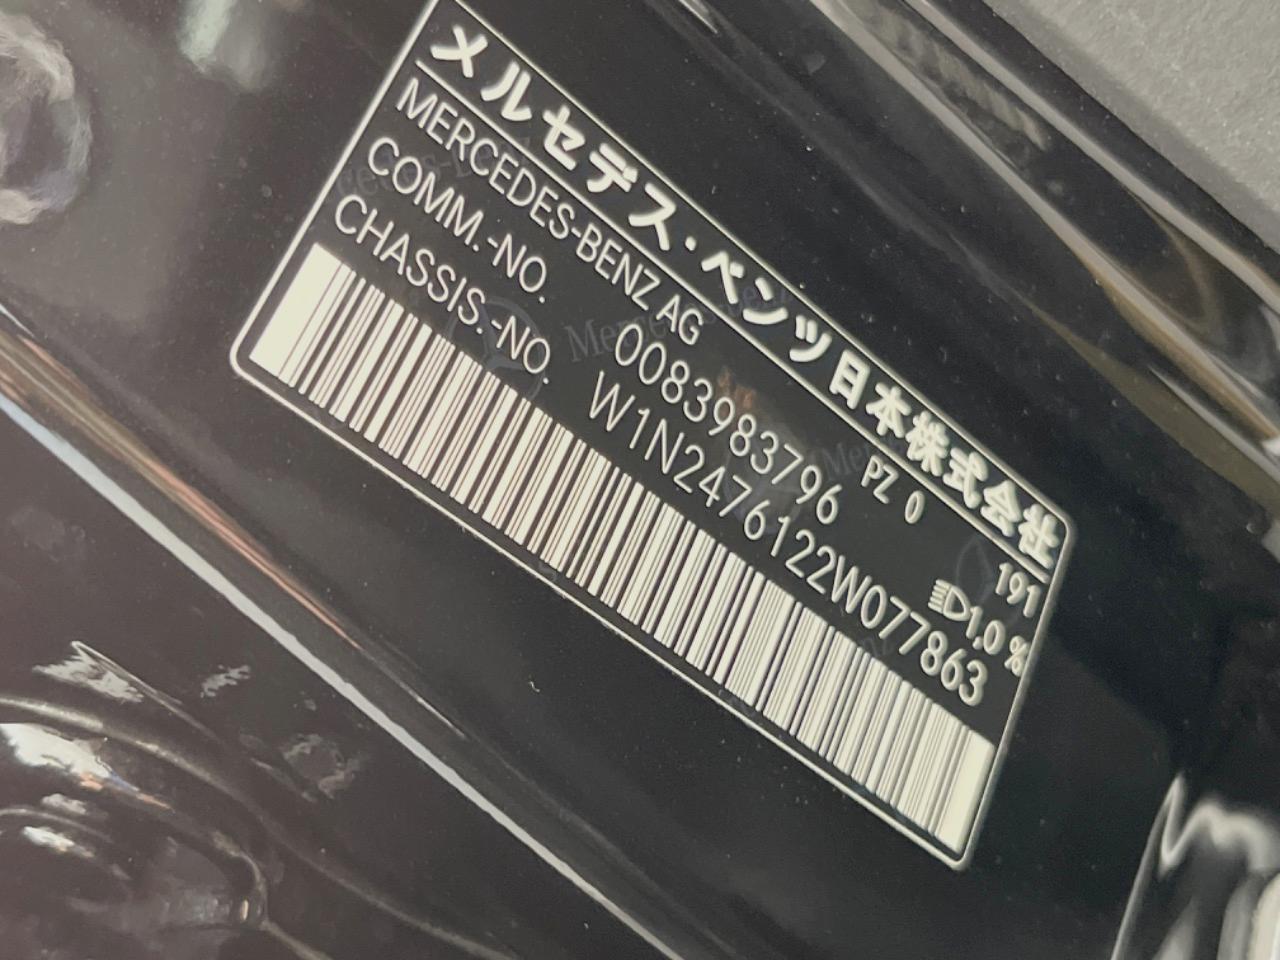 メルセデス・ベンツ日本株式会社
MERCEDES-BENZ AG PZ 0 191
COMM.-NO. 0083983796 1,0 %
CHASSIS.-NO. W1N2476122W077863